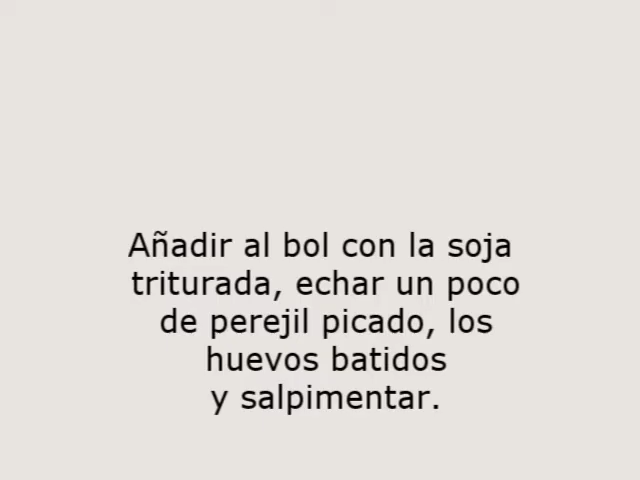 Añadir al bol con la soja
triturada, echar un poco
de perejil picado, los
huevos batidos
y salpimentar.